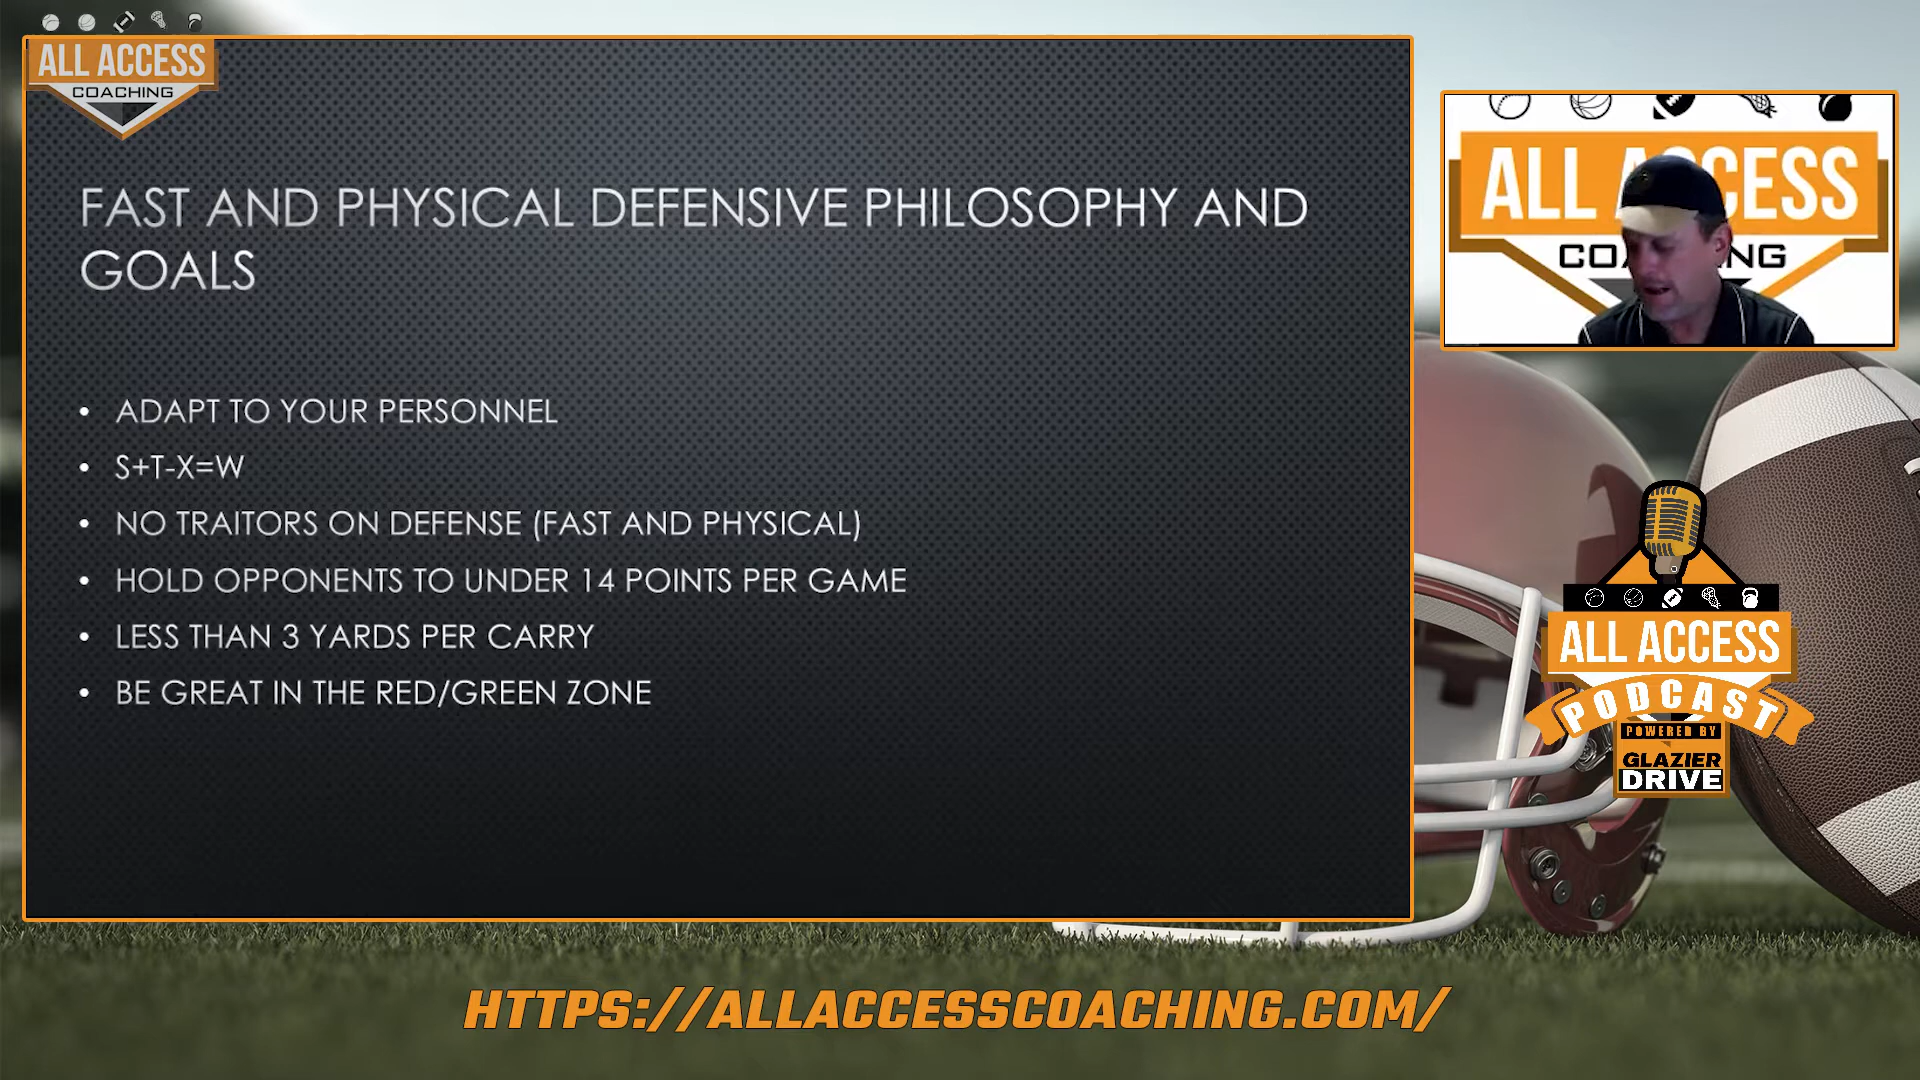 ALL ACCESS
COACHING
FAST AND PHYSICAL DEFENSIVE PHILOSOPHY AND
GOALS
• ADAPT TO YOUR PERSONNEL
• S+T-X=W
• NO TRAITORS ON DEFENSE (FAST AND PHYSICAL)
• HOLD OPPONENTS TO UNDER 14 POINTS PER GAME
• LESS THAN 3 YARDS PER CARRY
• BE GREAT IN THE RED/GREEN ZONE
ALL ACCESS
ALL ACCESS
PODCAST
POWERED BY
GLAZIER
DRIVE
HTTPS://ALLACCESSCOACHING.COM/